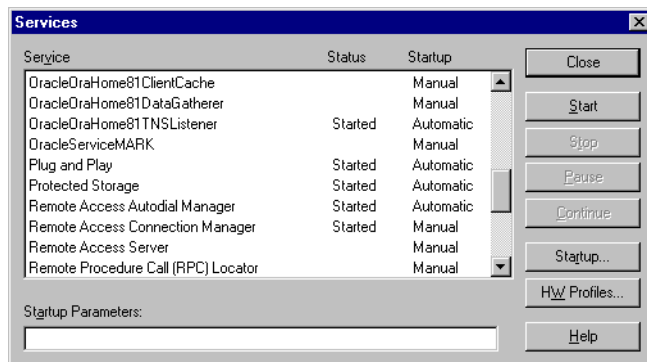 Services
Service Status Startup
OracleOraHome81ClientCache Manual
OracleOraHome81DataGatherer Manual
OracleOraHome81TNSListener Started Automatic
OracleServiceMARK Manual
Plug and Play Started Automatic
Protected Storage Started Automatic
Remote Access Autodial Manager Started Automatic
Remote Access Connection Manager Started Manual
Remote Access Server Manual
Remote Procedure Call (RPC) Locator Manual
Startup Parameters:
Close
Start
Stop
Pause
Continue
Startup...
HW Profiles...
Help